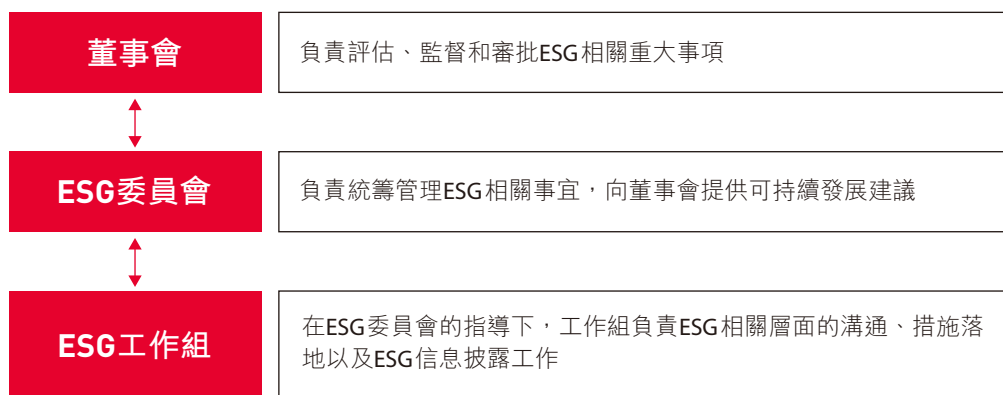 董事會
負責評估、監督和審批ESG相關重大事項
ESG委員會
負責統籌管理ESG相關事宜，向董事會提供可持續發展建議
ESG工作組
在ESG委員會的指導下，工作組負責ESG相關層面的溝通、措施落
地以及ESG信息披露工作